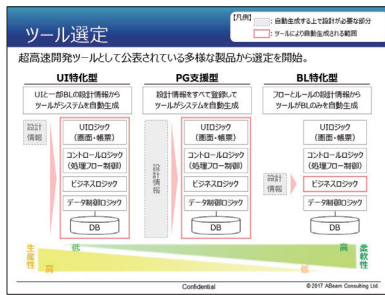 ツール選定
【凡例】
：自動生成する上で設計が必要な部分
：ツールにより自動生成される範囲
超高速開発ツールとして公表されている多様な製品から選定を開始。
UI特化型
UIと一部BLの設計情報から
ツールがシステムを自動生成
設計
情報
UIロジック
(画面・帳票)
コントロールロジック
(処理フロー制御)
ビジネスロジック
データ制御ロジック
DB
PG支援型
設計情報をすべて登録して
ツールがシステムを自動生成
設計情報
UIロジック
(画面・帳票)
コントロールロジック
(処理フロー制御)
ビジネスロジック
データ制御ロジック
DB
BL特化型
フローとルールの設計情報から
ツールがBLのみを自動生成
設計
情報
UIロジック
(画面・帳票)
コントロールロジック
(処理フロー制御)
ビジネスロジック
データ制御ロジック
DB
生産性
高
低
低
高
柔軟性
Confidential
© 2017 ABeam Consulting Ltd.